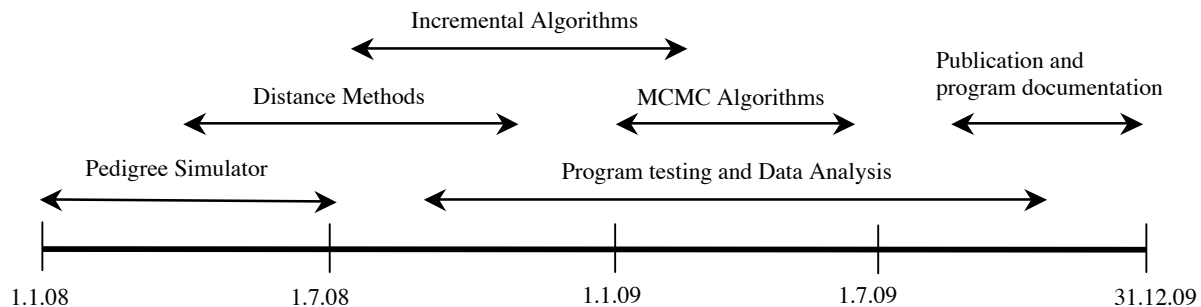 Incremental Algorithms
Publication and
program documentation
Distance Methods
MCMC Algorithms
Pedigree Simulator
Program testing and Data Analysis
1.1.08
1.7.08
1.1.09
1.7.09
31.12.09